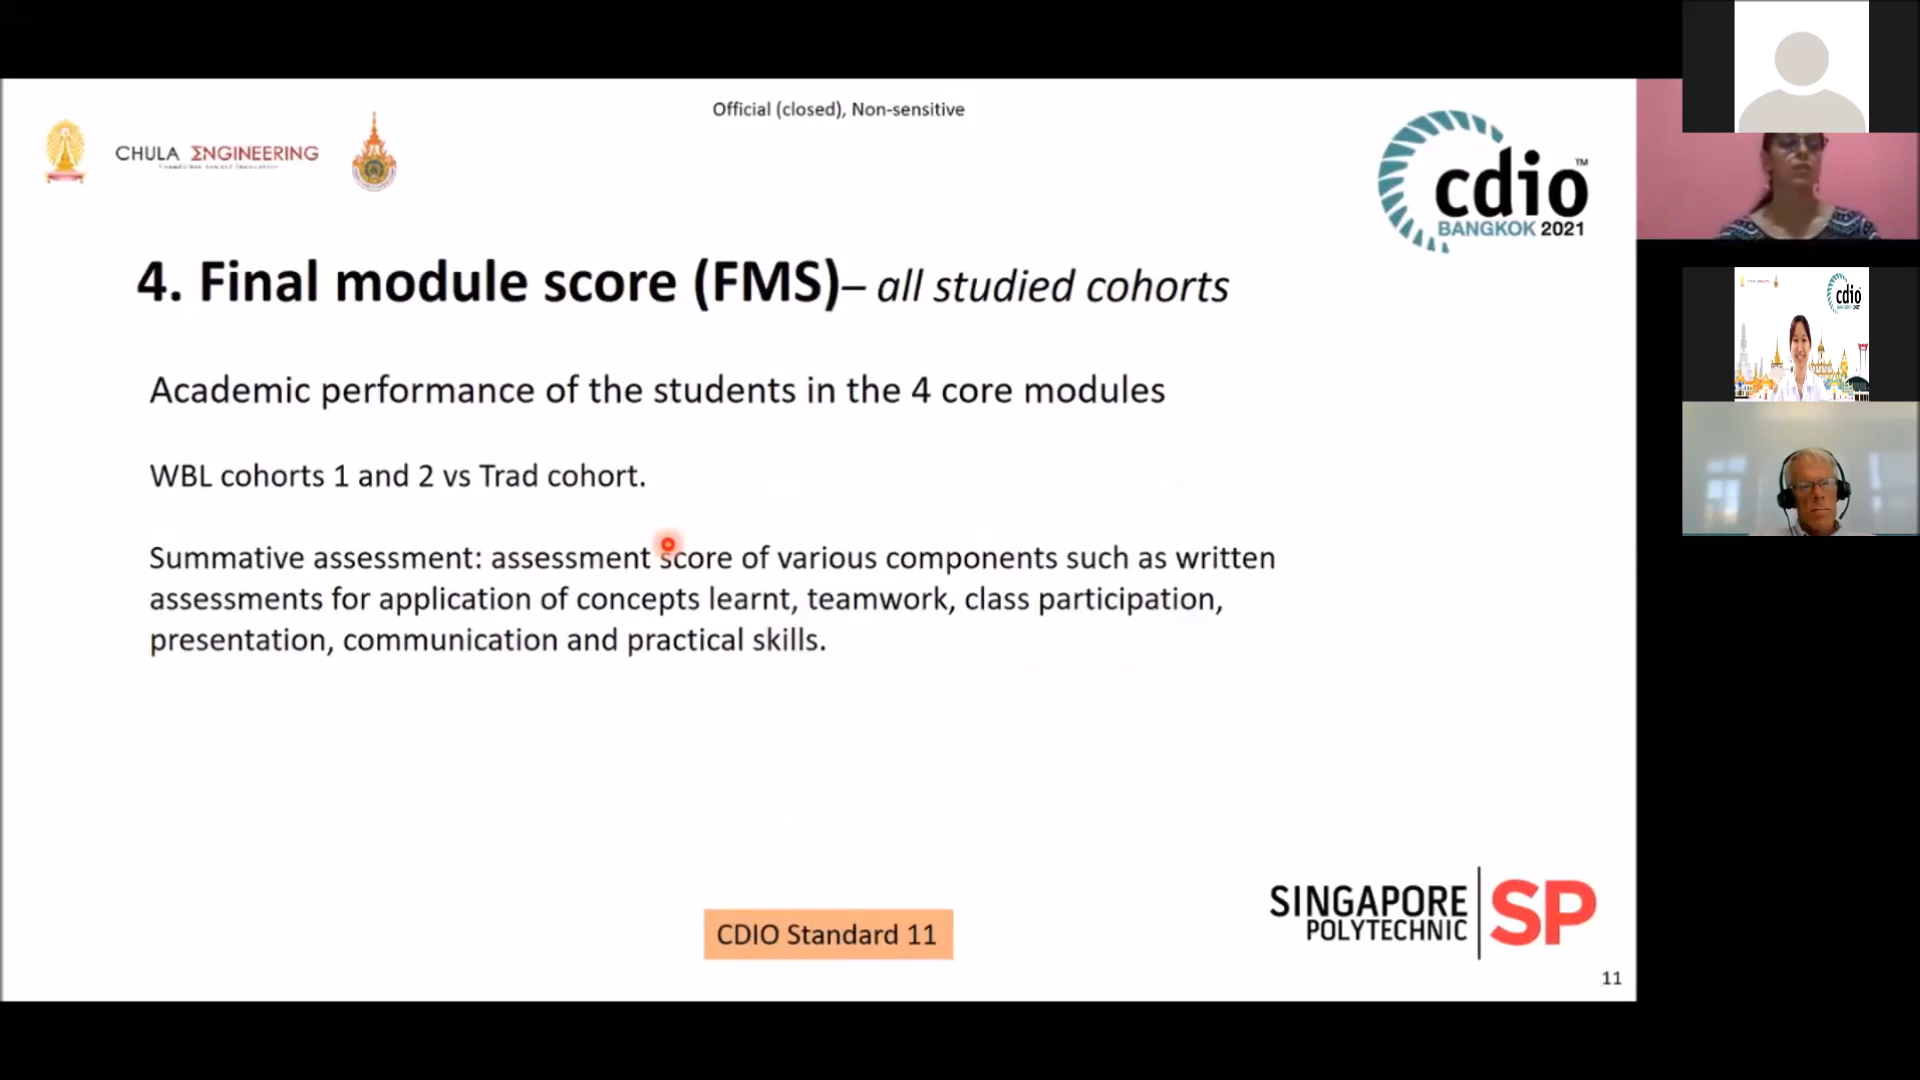 Official (closed), Non-sensitive
CHULA ΣNGINEERING
cdio™
BANGKOK 2021
4. Final module score (FMS)– all studied cohorts
Academic performance of the students in the 4 core modules
WBL cohorts 1 and 2 vs Trad cohort.
Summative assessment: assessment score of various components such as written
assessments for application of concepts learnt, teamwork, class participation,
presentation, communication and practical skills.
CDIO Standard 11
SINGAPORE
POLYTECHNIC
SP
11
cdio